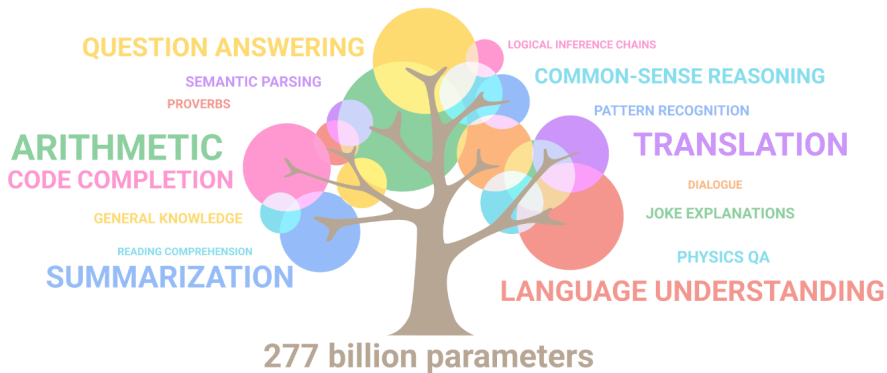 QUESTION ANSWERING
SEMANTIC PARSING
PROVERBS
ARITHMETIC
CODE COMPLETION
GENERAL KNOWLEDGE
READING COMPREHENSION
SUMMARIZATION
LOGICAL INFERENCE CHAINS
COMMON-SENSE REASONING
PATTERN RECOGNITION
TRANSLATION
DIALOGUE
JOKE EXPLANATIONS
PHYSICS QA
LANGUAGE UNDERSTANDING
277 billion parameters